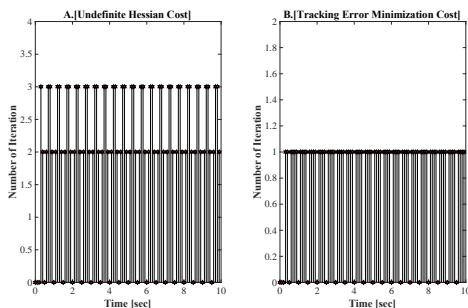 A.[Undefinite Hessian Cost]
B.[Tracking Error Minimization Cost]
4
3.5
3
2.5
2
1.5
1
0.5
0
Number of Iteration
0 2 4 6 8 10
Time [sec]
2
1.8
1.6
1.4
1.2
1
0.8
0.6
0.4
0.2
0
Number of Iteration
0 2 4 6 8 10
Time [sec]